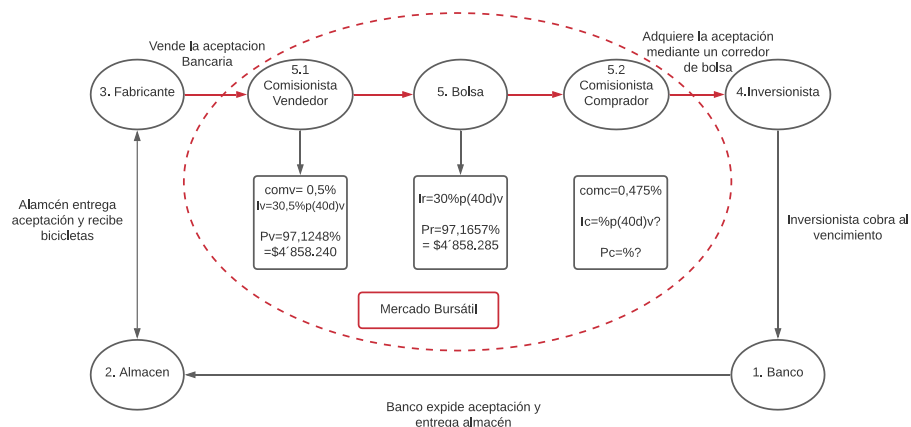 Vende la aceptacion
Bancaria
Adquiere la aceptación
mediante un corredor
de bolsa
3. Fabricante
5.1
Comisionista
Vendedor
5. Bolsa
5.2
Comisionista
Comprador
4.Inversionista
comv= 0,5%
Iv=30,5%p(40d)v
Pv=97,1248%
=$4´858.240
Ir=30%p(40d)v
Pr=97,1657%
= $4´858.285
comc=0,475%
Ic=%p(40d)v?
Pc=%?
Alamcén entrega
aceptación y recibe
bicicletas
Inversionista cobra al
vencimiento
Mercado Bursátil
2. Almacen
1. Banco
Banco expide aceptación y
entrega almacén